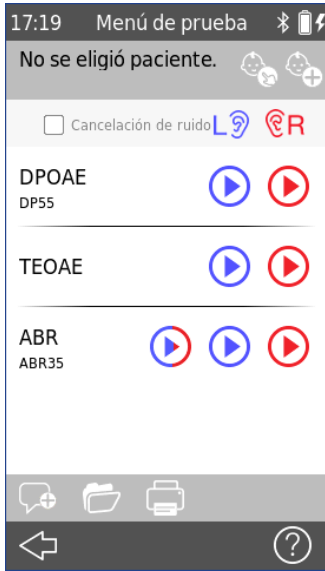 17:19 Menú de prueba
No se eligió paciente.
Cancelación de ruido L R
DPOAE
DP55
TEOAE
ABR
ABR35
?